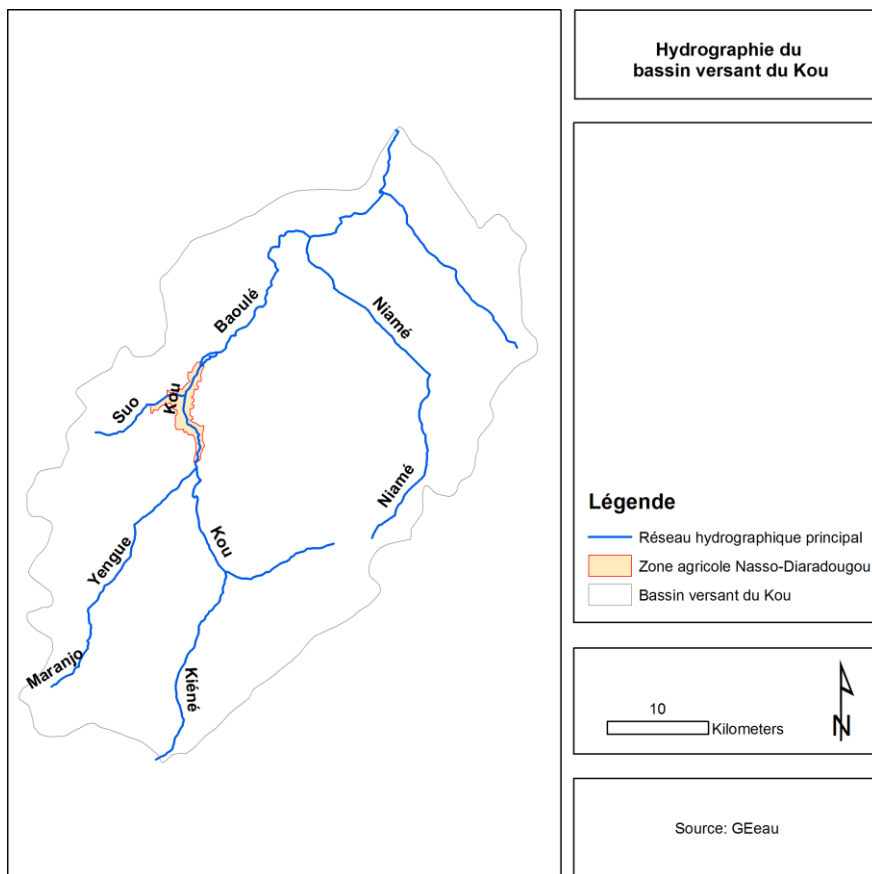 Hydrographie du
bassin versant du Kou
Baoulé
Niamé
Kou
Suo
Niamé
Kou
Yengue
Maranjo
Kiéné
Légende
Réseau hydrographique principal
Zone agricole Nasso-Diaradougou
Bassin versant du Kou
10
Kilometers
N
Source: GEeau